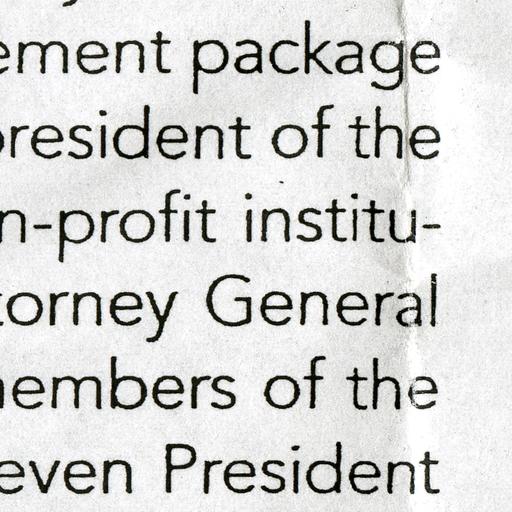 ement package
president of the
n-profit institu-
torney General
members of the
even President